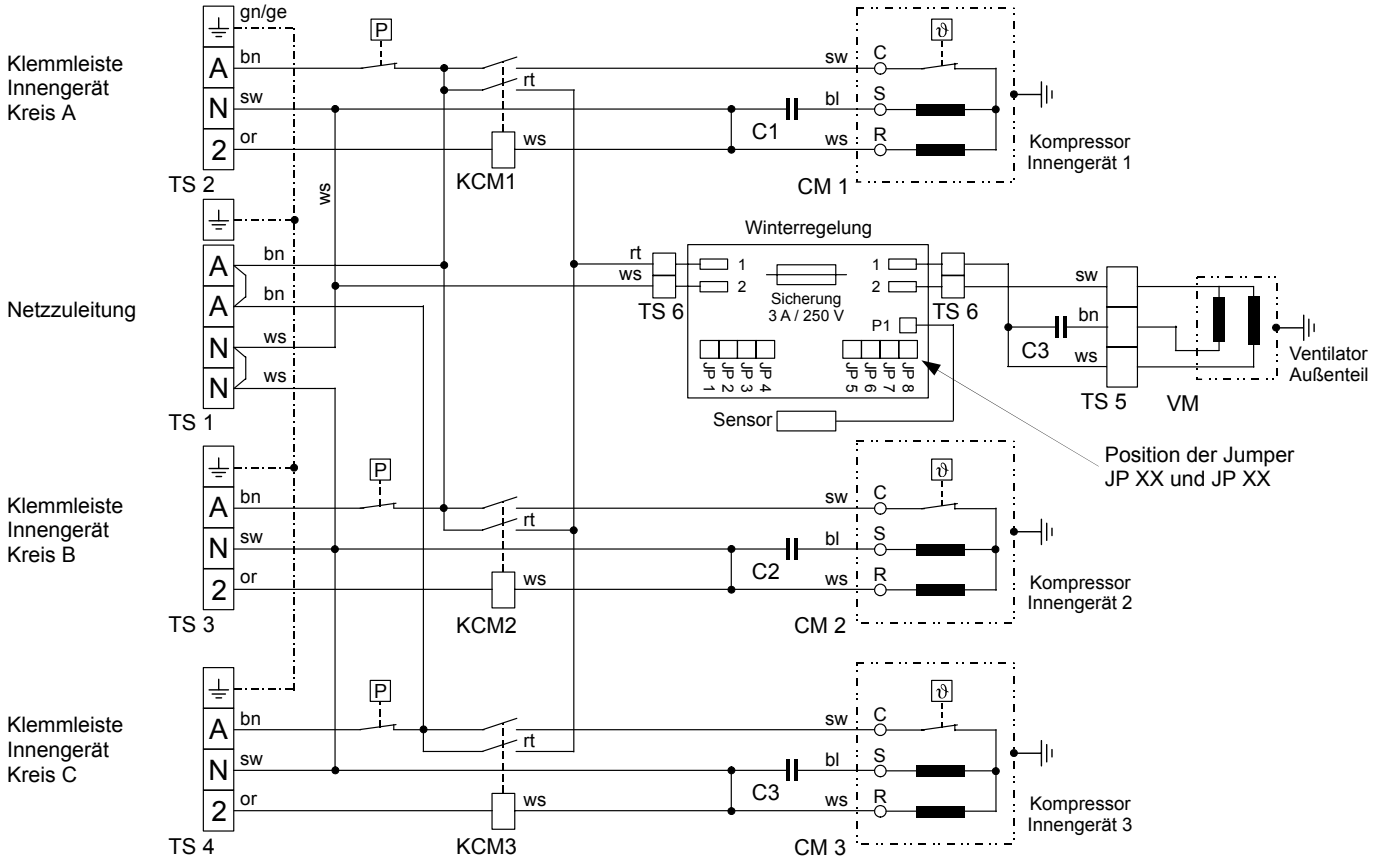 Klemmleiste
Innengerät
Kreis A
gn/ge
A
bn
N
sw
2
or
TS 2
P
rt
ws
KCM1
ws
C1
sw
C
bl
S
ws
R
ϑ
CM 1
Kompressor
Innengerät 1
Netzzuleitung
A
bn
A
bn
N
ws
N
ws
TS 1
Winterregelung
rt
ws
TS 6
1
2
Sicherung
3 A / 250 V
1
2
P1
JP 1
JP 2
JP 3
JP 4
JP 5
JP 6
JP 7
JP 8
TS 6
C3
sw
bn
ws
TS 5
VM
Ventilator
Außenteil
Sensor
Position der Jumper
JP XX und JP XX
Klemmleiste
Innengerät
Kreis B
A
bn
N
sw
2
or
TS 3
P
rt
KCM2
ws
C2
sw
C
bl
S
ws
R
ϑ
CM 2
Kompressor
Innengerät 2
Klemmleiste
Innengerät
Kreis C
A
bn
N
sw
2
or
TS 4
P
rt
KCM3
ws
C3
sw
C
bl
S
ws
R
ϑ
CM 3
Kompressor
Innengerät 3